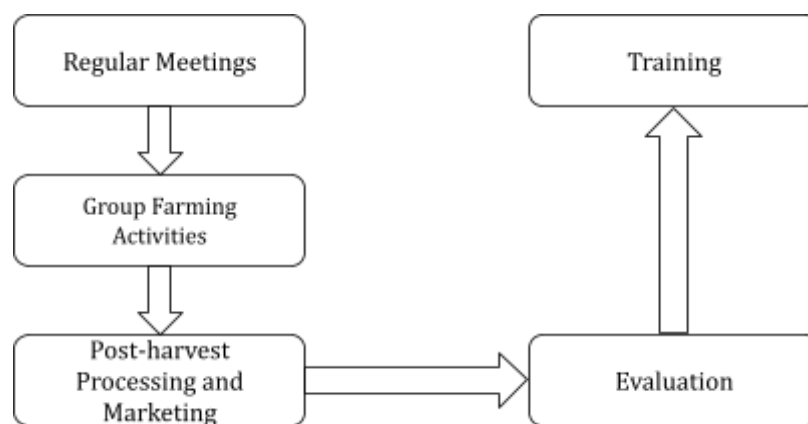 Regular Meetings
Training
Group Farming
Activities
Post-harvest
Processing and
Marketing
Evaluation